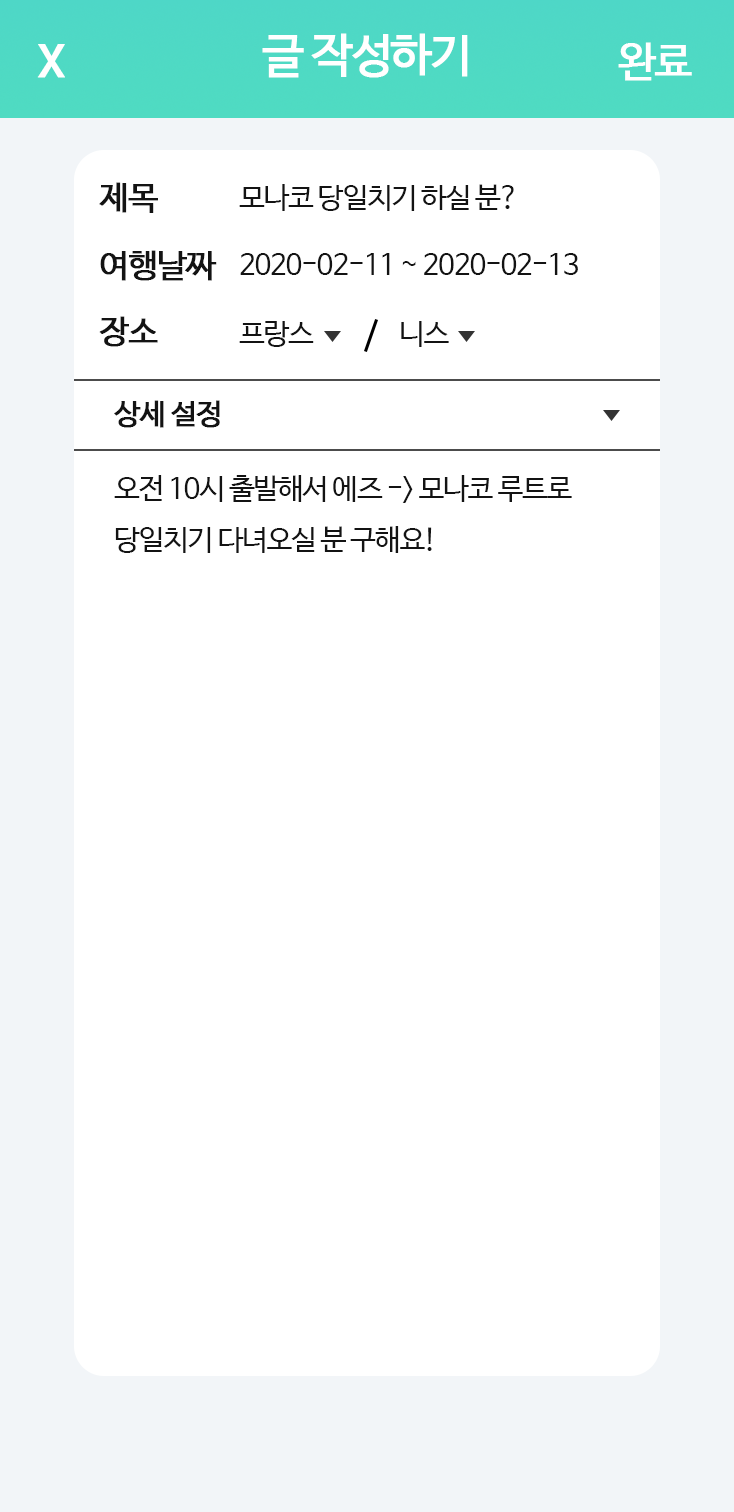 X 글 작성하기 완료
제목 모나코 당일치기 하실 분?
여행날짜 2020-02-11 ~ 2020-02-13
장소 프랑스 ▼ / 니스 ▼
상세 설정 ▼
오전 10시 출발해서 에즈 -> 모나코 루트로
당일치기 다녀오실 분 구해요!